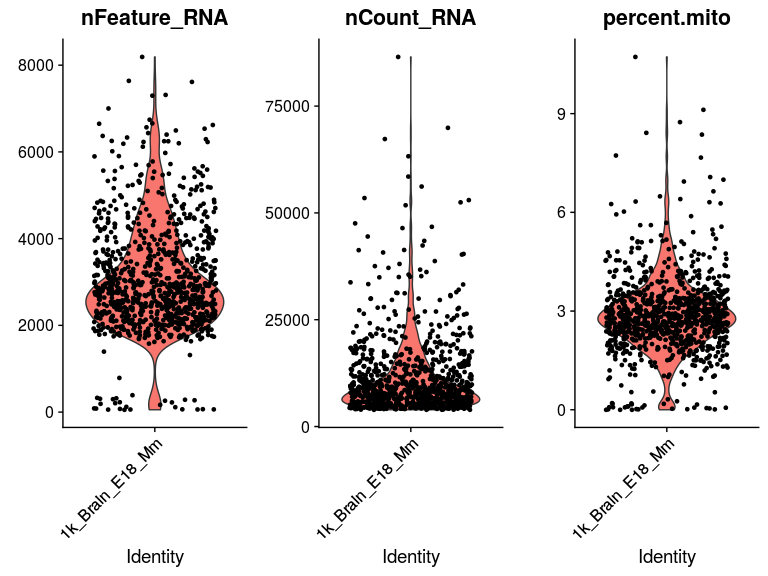 nFeature_RNA
8000
6000
4000
2000
0
1k_BraIn_E18_Mm
Identity
nCount_RNA
75000
50000
25000
0
1k_BraIn_E18_Mm
Identity
percent.mito
9
6
3
0
1k_BraIn_E18_Mm
Identity